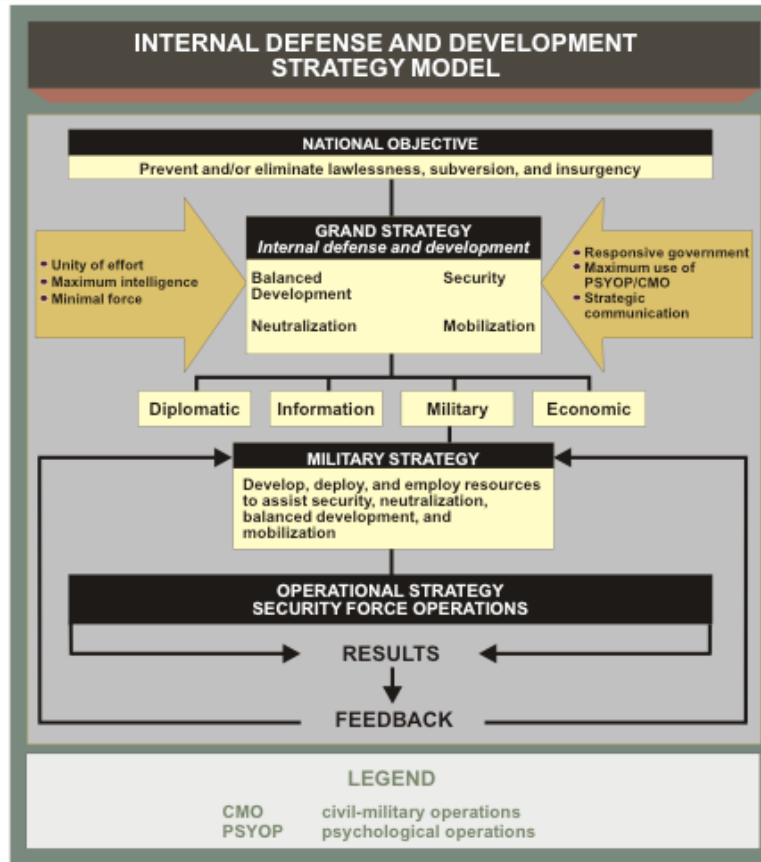 INTERNAL DEFENSE AND DEVELOPMENT
STRATEGY MODEL
NATIONAL OBJECTIVE
Prevent and/or eliminate lawlessness, subversion, and insurgency
GRAND STRATEGY
Internal defense and development
Balanced
Development
Security
Neutralization
Mobilization
• Unity of effort
• Maximum intelligence
• Minimal force
• Responsive government
• Maximum use of
PSYOP/CMO
• Strategic
communication
Diplomatic
Information
Military
Economic
MILITARY STRATEGY
Develop, deploy, and employ resources
to assist security, neutralization,
balanced development, and
mobilization
OPERATIONAL STRATEGY
SECURITY FORCE OPERATIONS
RESULTS
FEEDBACK
LEGEND
CMO civil-military operations
PSYOP psychological operations